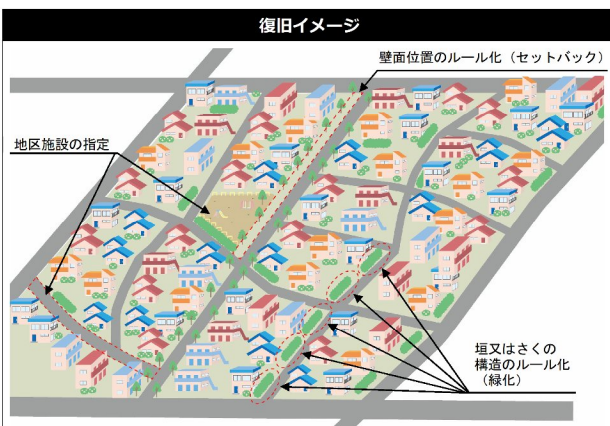 復旧イメージ
壁面位置のルール化（セットバック）
地区施設の指定
垣又はさくの
構造のルール化
（緑化）